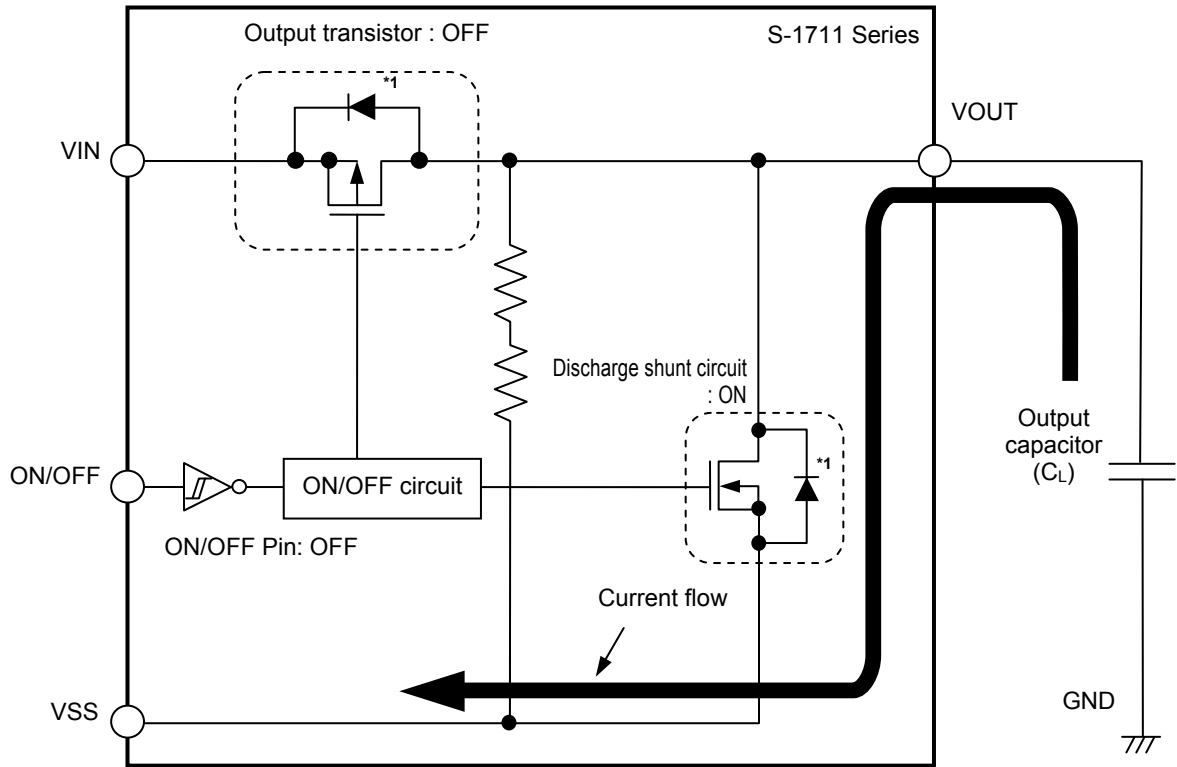 Output transistor : OFF
S-1711 Series
*1
VOUT
VIN
Discharge shunt circuit
: ON
*1
Output
capacitor
(CL)
ON/OFF
ON/OFF circuit
ON/OFF Pin: OFF
Current flow
VSS
GND